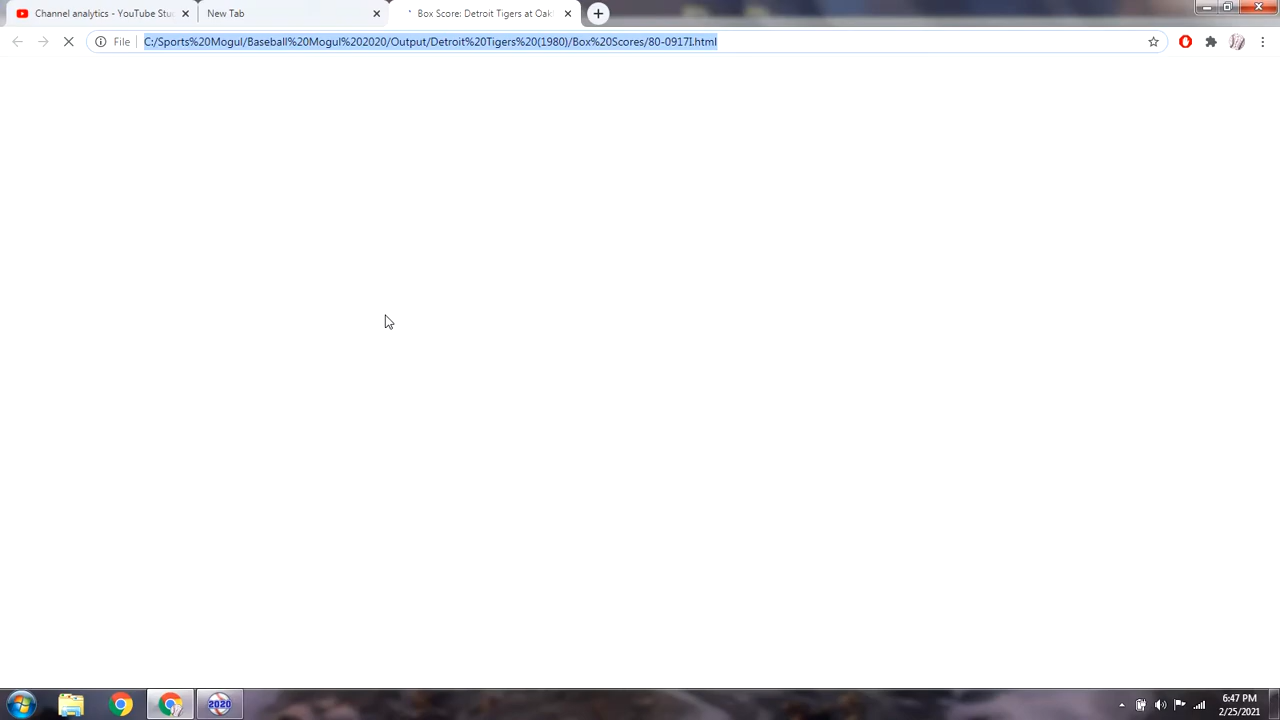 Channel analytics - YouTube Stu
New Tab
Box Score: Detroit Tigers at Oak
File
C:/Sports%20Mogul/Baseball%20Mogul%202020/Output/Detroit%20Tigers%20(1980)/Box%20Scores/80-0917I.html
2020
6:47 PM
2/25/2021